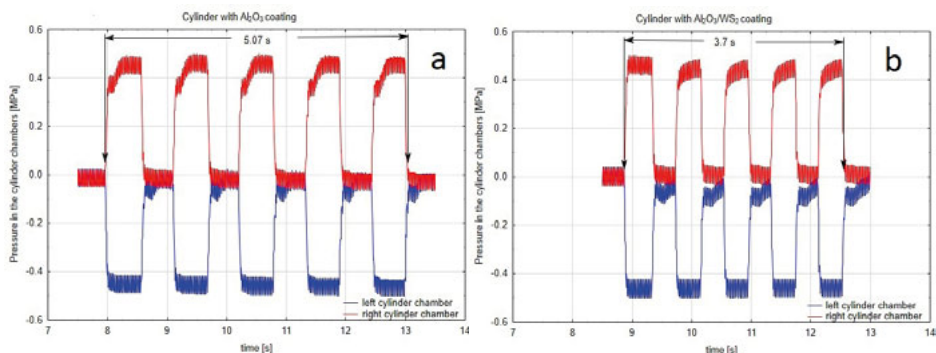 Cylinder with Al₂O₃ coating
5.07 s
a
Pressure in the cylinder chambers [MPa]
0.6
0.4
0.2
0.0
-0.2
-0.4
-0.6
left cylinder chamber
right cylinder chamber
7 8 9 10 11 12 13 14
time [s]
Cylinder with Al₂O₃/WS₂ coating
3.7 s
b
Pressure in the cylinder chambers [MPa]
0.6
0.4
0.2
0.0
-0.2
-0.4
-0.6
left cylinder chamber
right cylinder chamber
7 8 9 10 11 12 13 14
time [s]